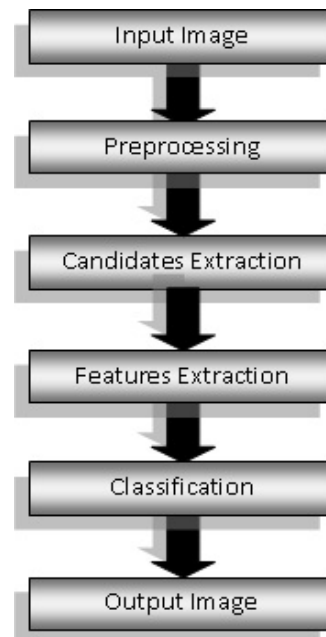 Input Image
Preprocessing
Candidates Extraction
Features Extraction
Classification
Output Image